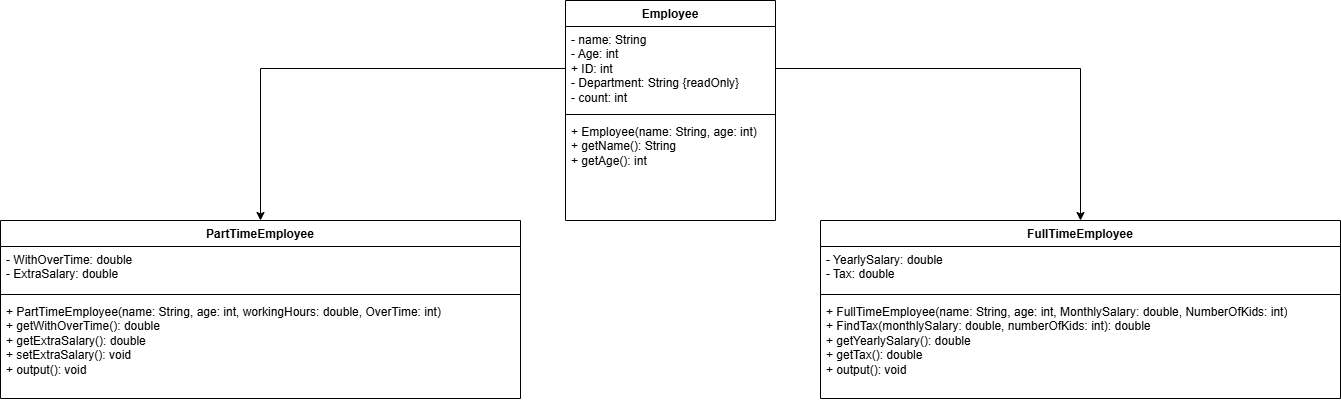 Employee
- name: String
- Age: int
+ ID: int
- Department: String {readOnly}
- count: int
+ Employee(name: String, age: int)
+ getName(): String
+ getAge(): int
PartTimeEmployee
- WithOverTime: double
- ExtraSalary: double
+ PartTimeEmployee(name: String, age: int, workingHours: double, OverTime: int)
+ getWithOverTime(): double
+ getExtraSalary(): double
+ setExtraSalary(): void
+ output(): void
FullTimeEmployee
- YearlySalary: double
- Tax: double
+ FullTimeEmployee(name: String, age: int, MonthlySalary: double, NumberOfKids: int)
+ FindTax(monthlySalary: double, numberOfKids: int): double
+ getYearlySalary(): double
+ getTax(): double
+ output(): void